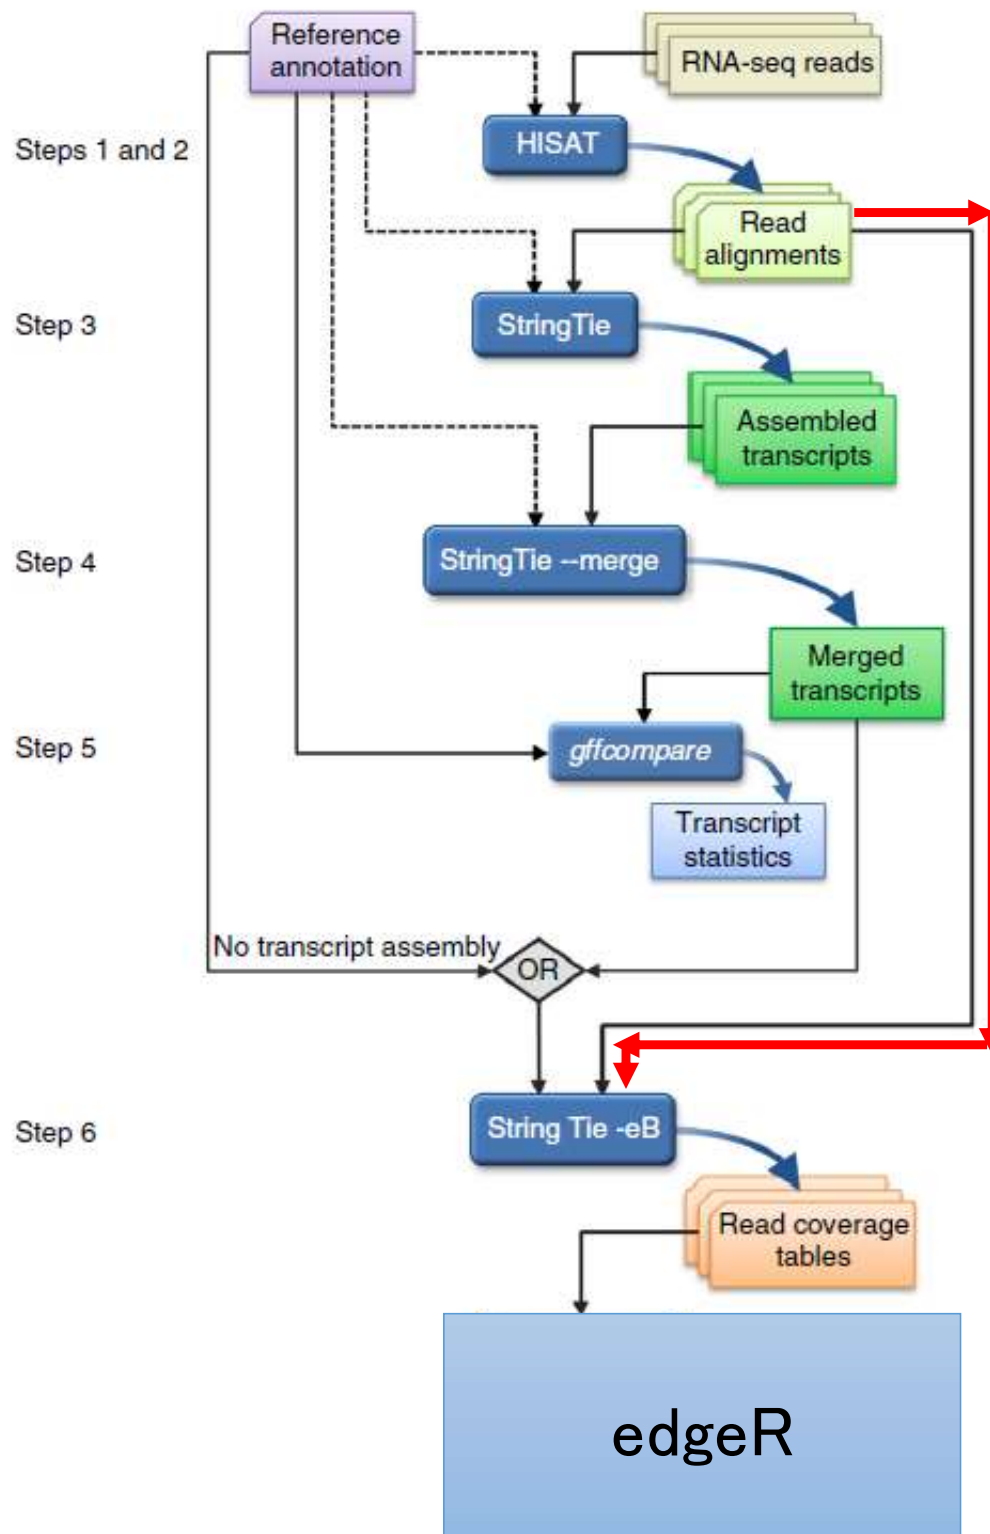 Reference
annotation
RNA-seq reads
Steps 1 and 2
HISAT
Read
alignments
Step 3
StringTie
Assembled
transcripts
Step 4
StringTie --merge
Merged
transcripts
Step 5
gffcompare
Transcript
statistics
No transcript assembly
OR
Step 6
String Tie -eB
Read coverage
tables
edgeR